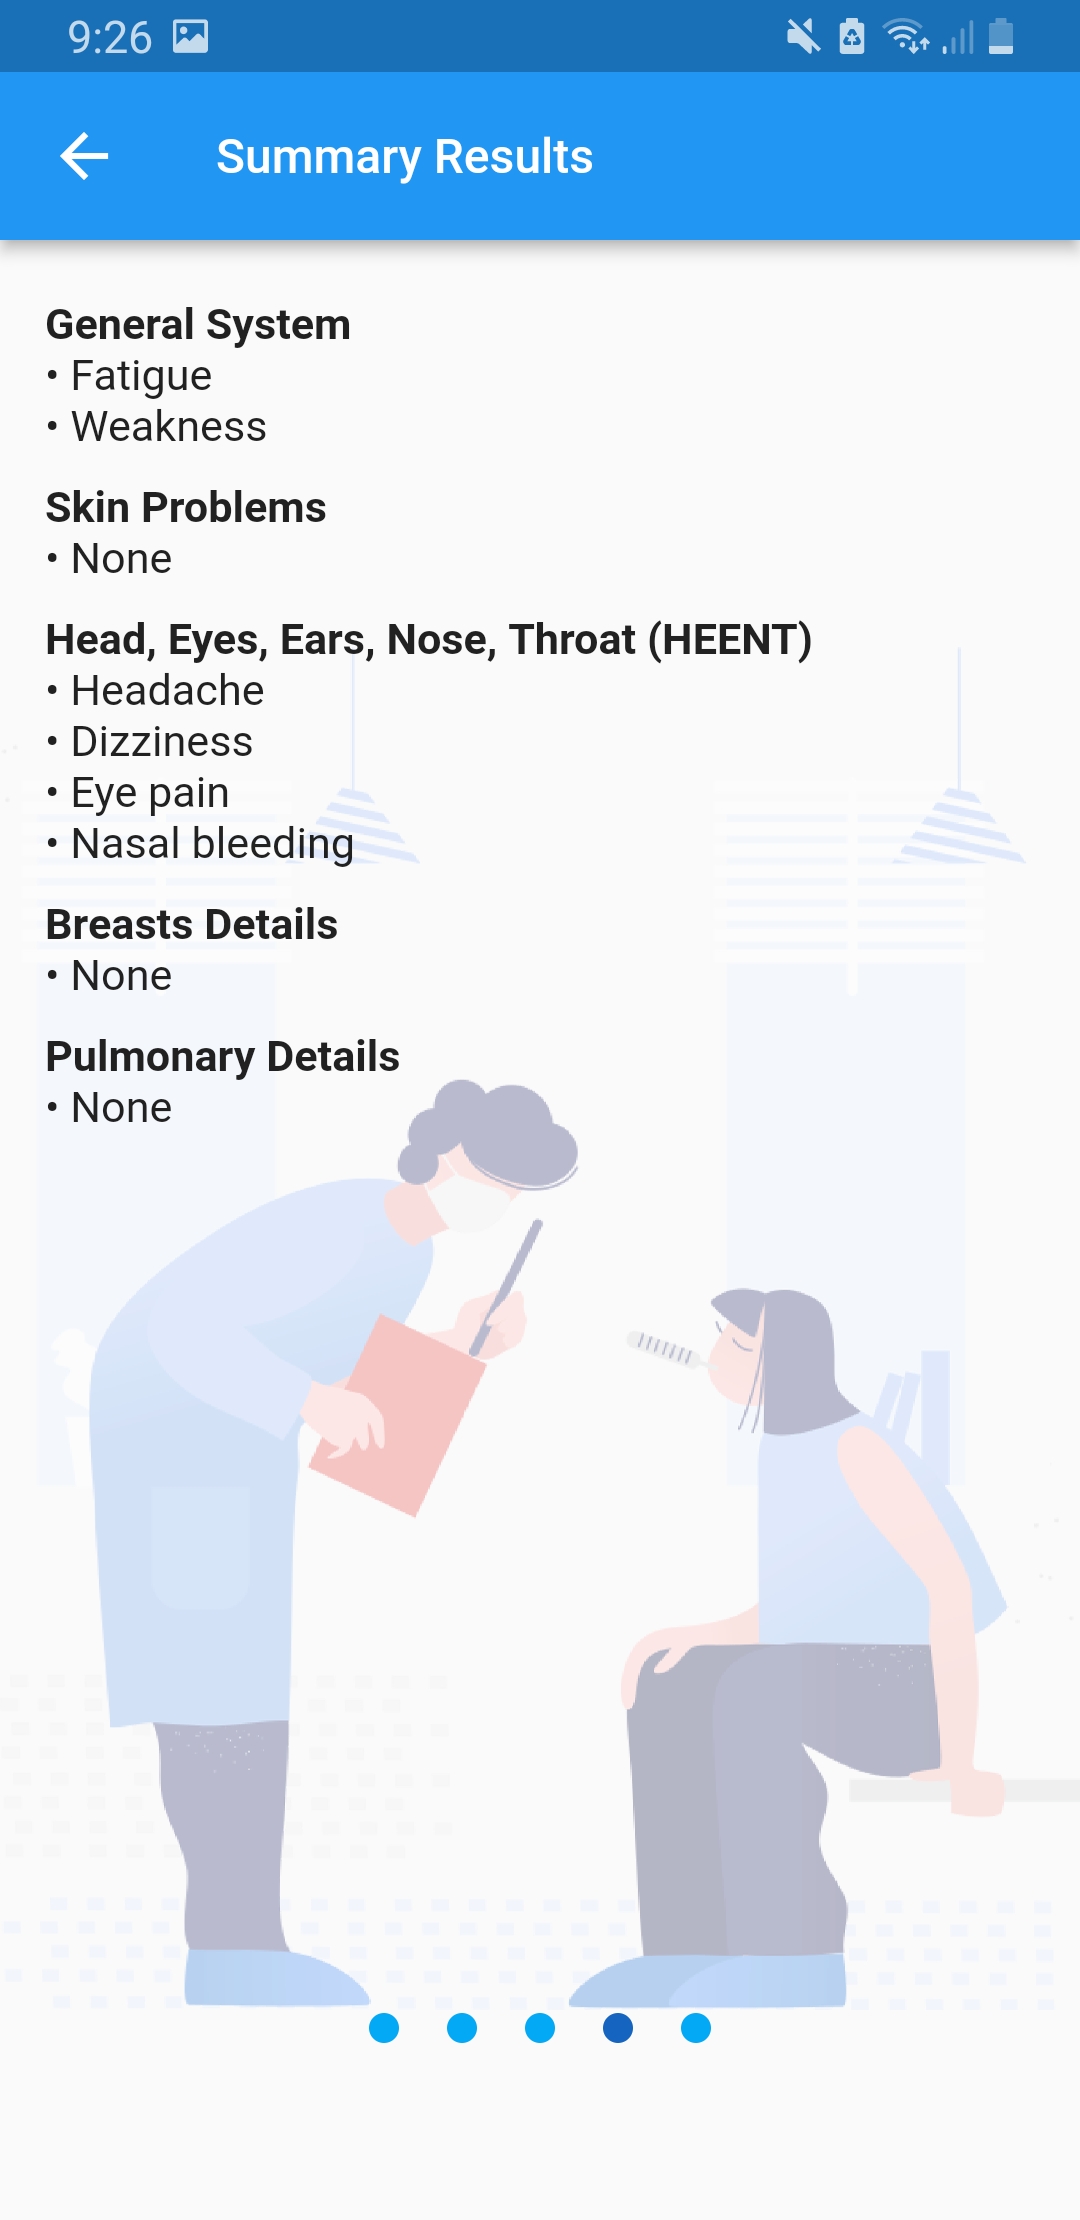 9:26
Summary Results
General System
• Fatigue
• Weakness
Skin Problems
• None
Head, Eyes, Ears, Nose, Throat (HEENT)
• Headache
• Dizziness
• Eye pain
• Nasal bleeding
Breasts Details
• None
Pulmonary Details
• None